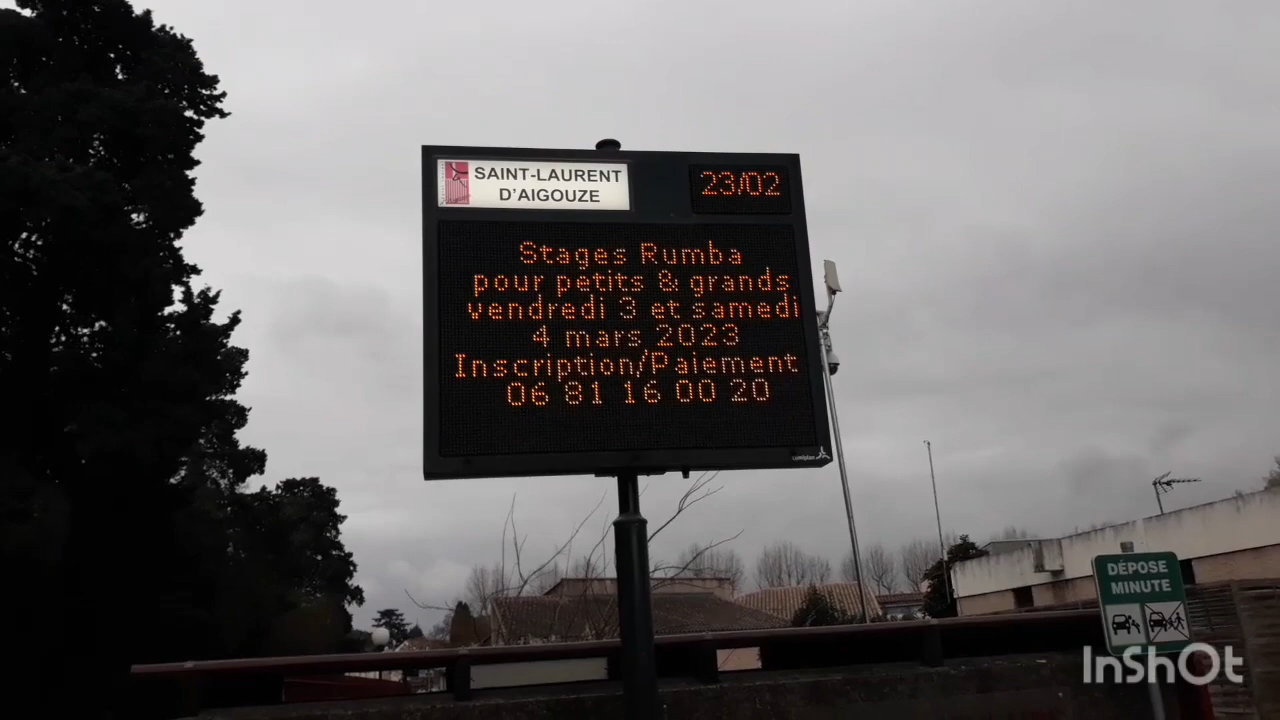 SAINT-LAURENT
D'AIGOUZE
23/02
Stages Rumba
pour petits & grands
vendredi 3 et samedi
4 mars 2023
Inscription/Paiement
06 81 16 00 20
lumiplan
DÉPOSE
MINUTE
InShOt